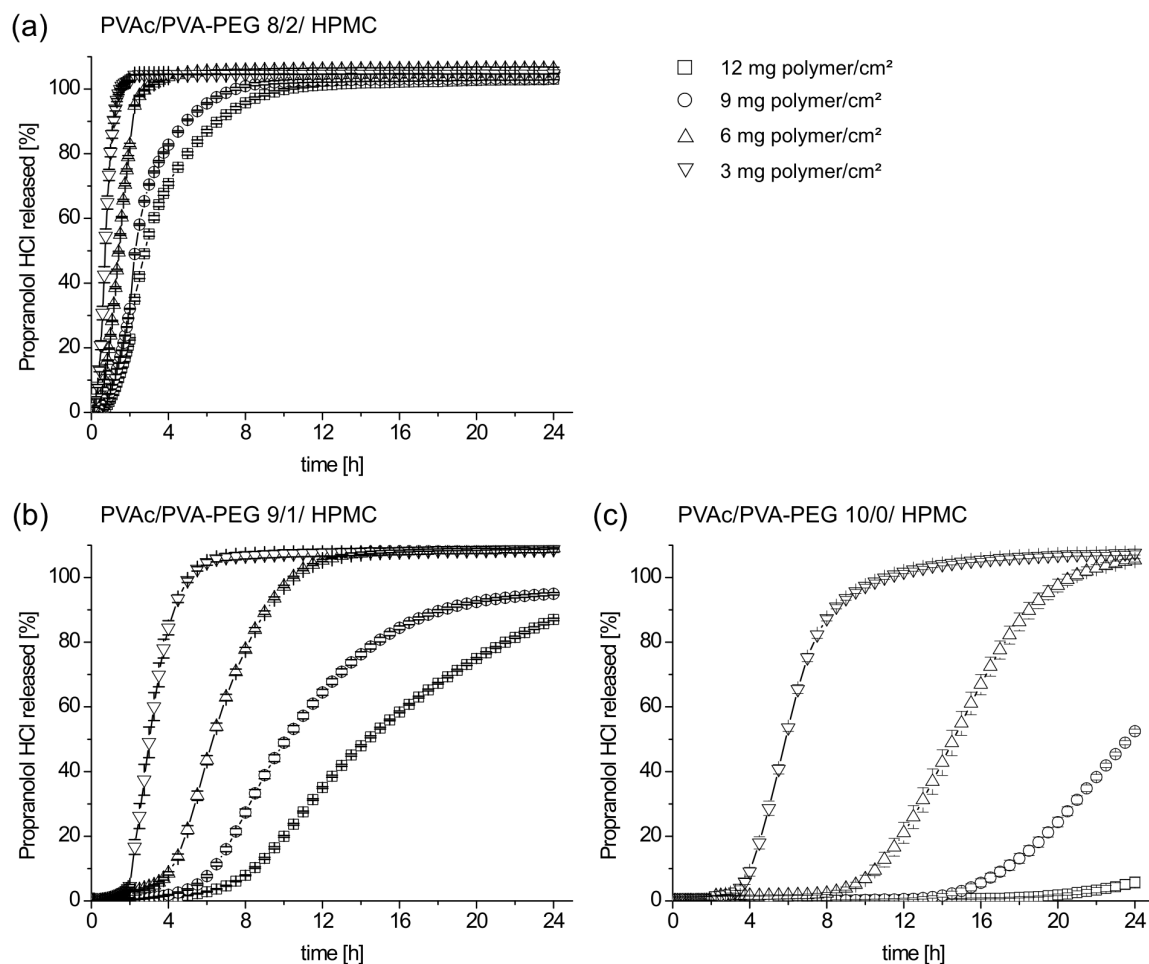 (a) PVAc/PVA-PEG 8/2/ HPMC
Propranolol HCl released [%]
100
80
60
40
20
0
0 4 8 12 16 20 24
time [h]
12 mg polymer/cm²
9 mg polymer/cm²
6 mg polymer/cm²
3 mg polymer/cm²
(b) PVAc/PVA-PEG 9/1/ HPMC
Propranolol HCl released [%]
100
80
60
40
20
0
0 4 8 12 16 20 24
time [h]
(c) PVAc/PVA-PEG 10/0/ HPMC
Propranolol HCl released [%]
100
80
60
40
20
0
0 4 8 12 16 20 24
time [h]